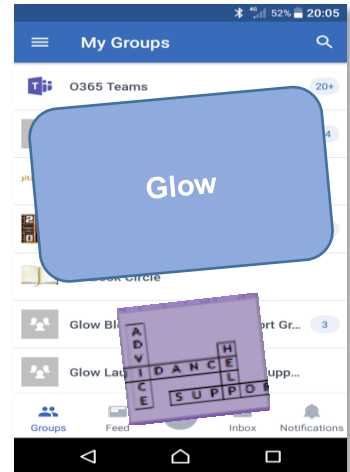 52% 20:05
My Groups
O365 Teams
20+
4
Glow
Book Circle
Glow Bl
rt Gr...
3
Glow Lau
upp...
ADVICE
HELP
IDANCE
SUPPOR
Groups
Feed
Inbox
Notifications